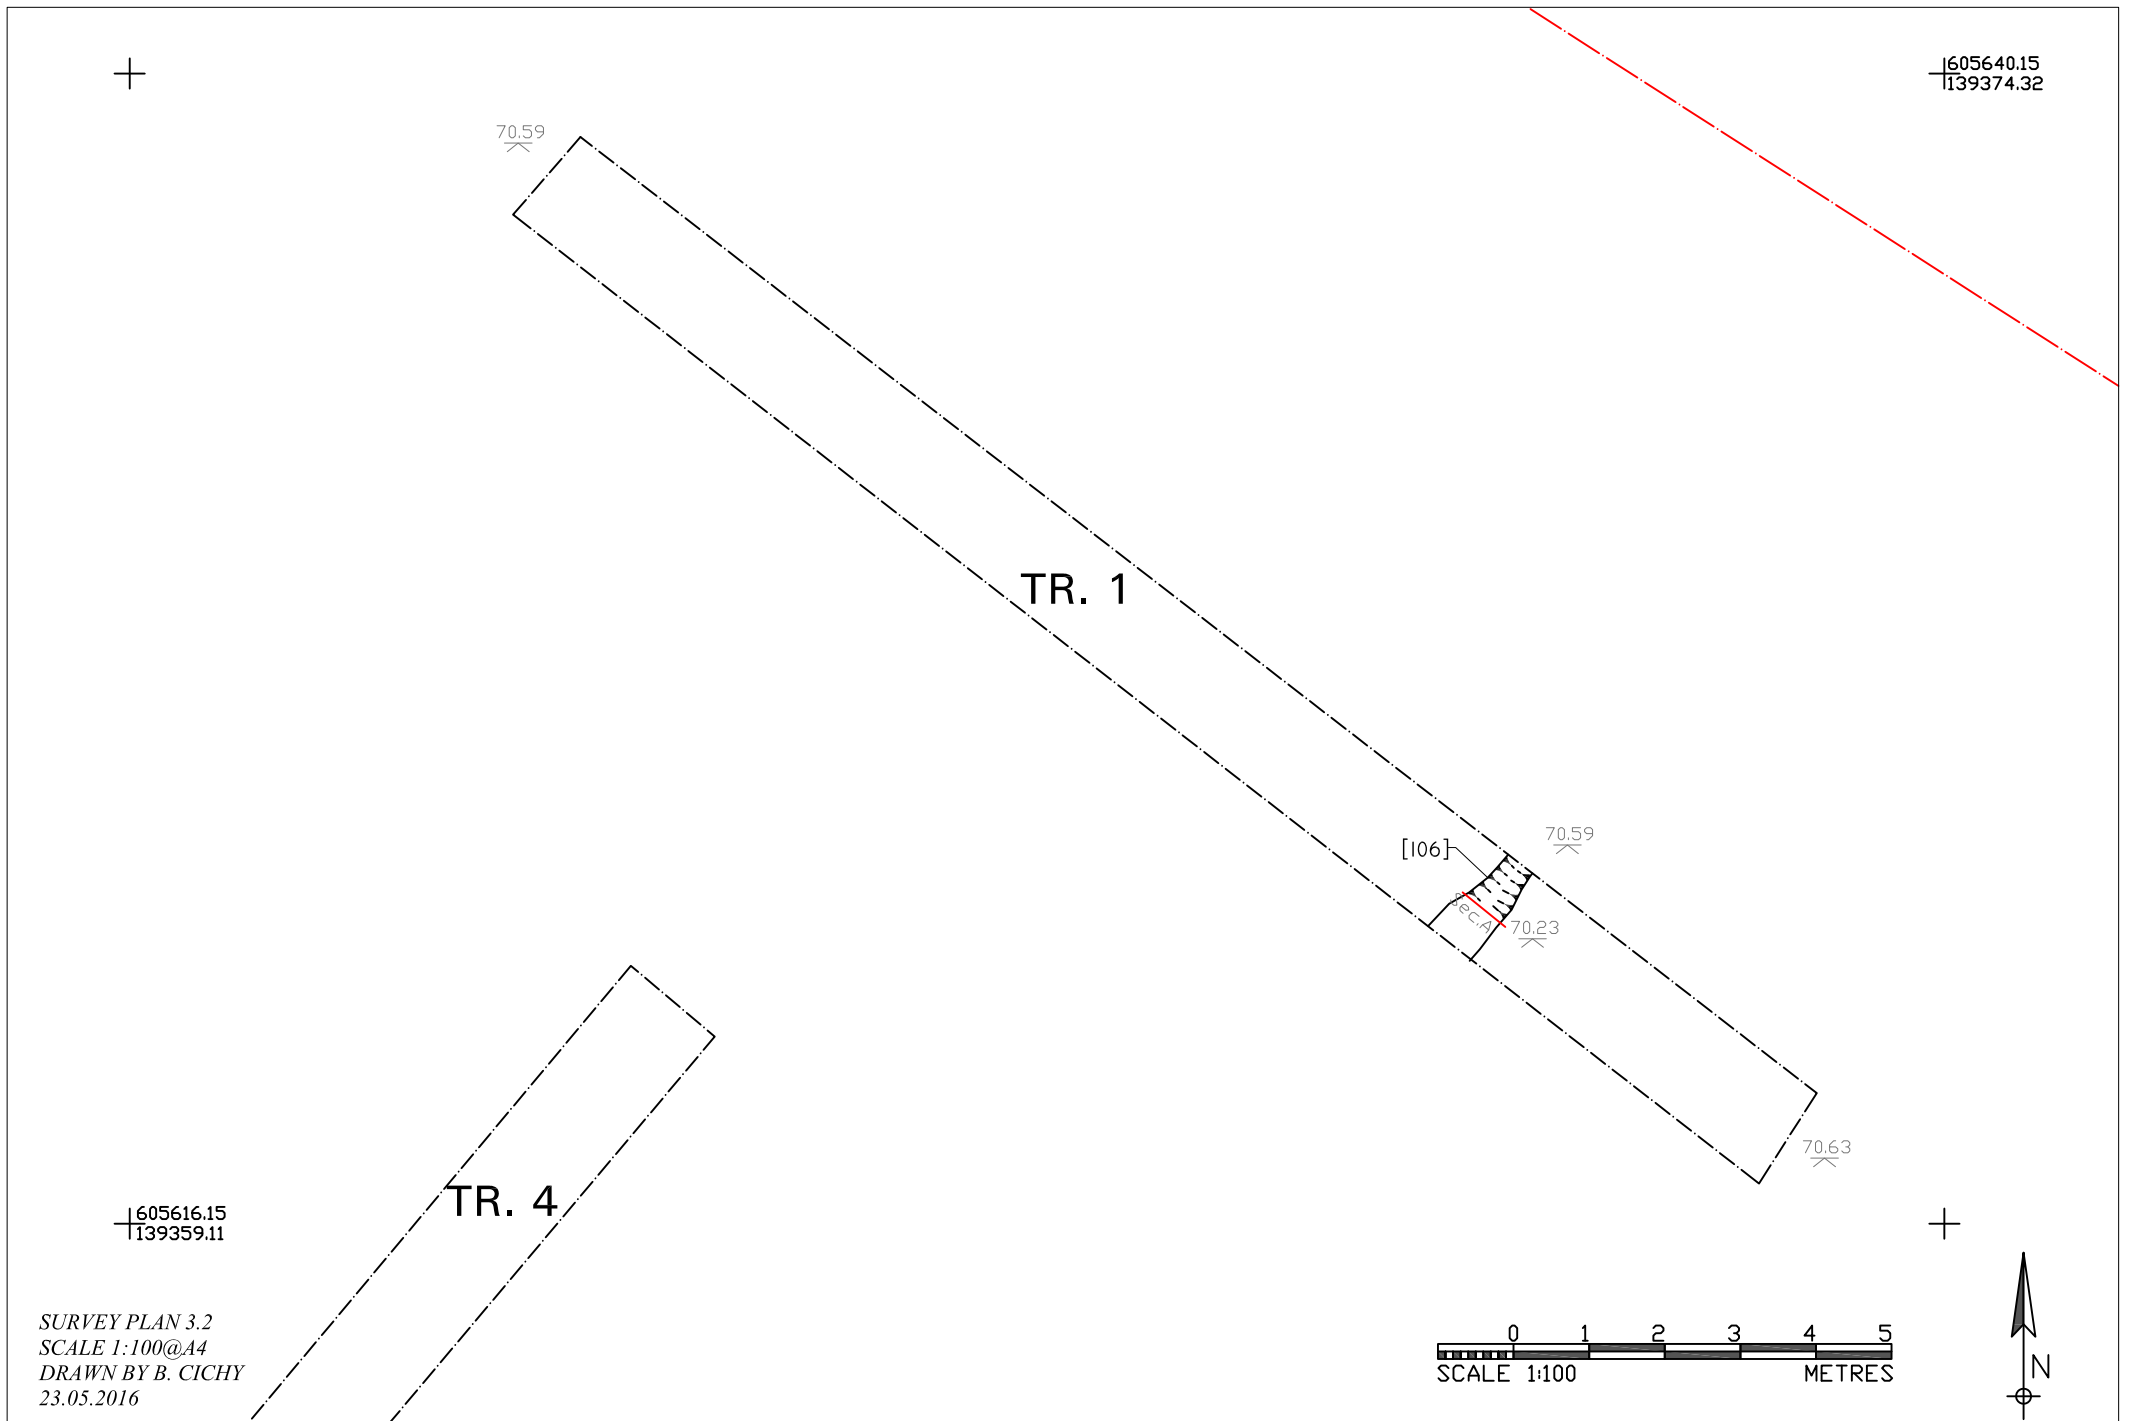 605640.15
139374.32
70.59
TR. 1
70.59
[106]
Sec.A
70.23
70.63
TR. 4
605616.15
139359.11
SURVEY PLAN 3.2
SCALE 1:100@A4
DRAWN BY B. CICHY
23.05.2016
0 1 2 3 4 5
SCALE 1:100 METRES
N